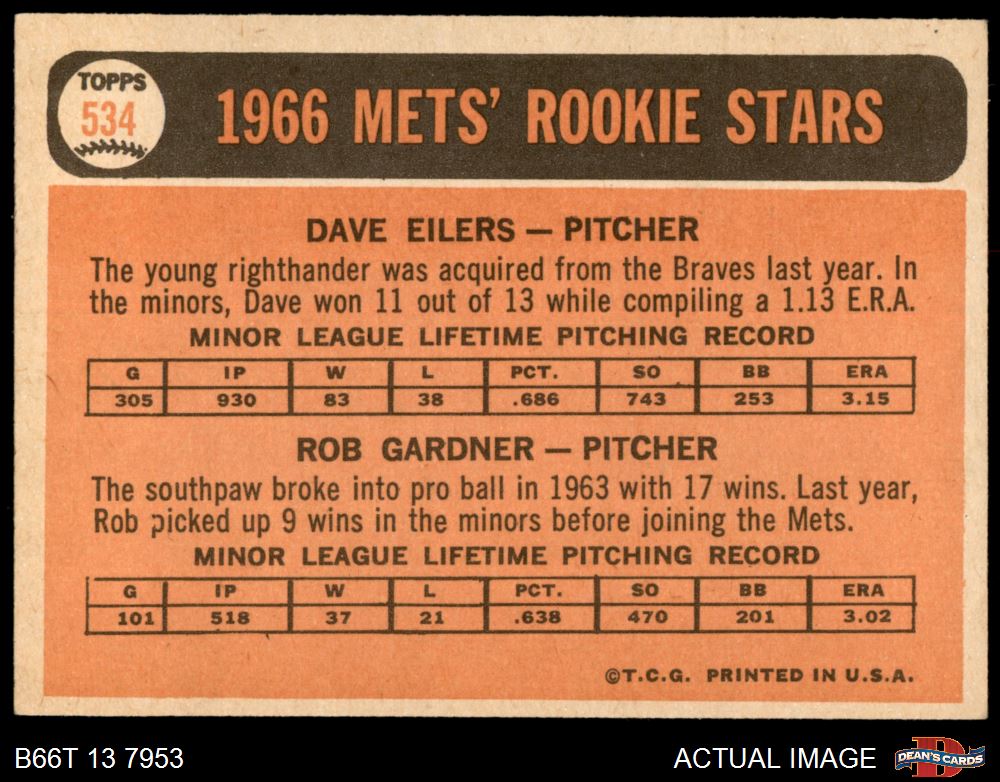 TOPPS
534
1966 METS' ROOKIE STARS
DAVE EILERS — PITCHER
The young righthander was acquired from the Braves last year. In
the minors, Dave won 11 out of 13 while compiling a 1.13 E.R.A.
MINOR LEAGUE LIFETIME PITCHING RECORD
G IP W L PCT. SO BB ERA
305 930 83 38 .686 743 253 3.15
ROB GARDNER — PITCHER
The southpaw broke into pro ball in 1963 with 17 wins. Last year,
Rob picked up 9 wins in the minors before joining the Mets.
MINOR LEAGUE LIFETIME PITCHING RECORD
G IP W L PCT. SO BB ERA
101 518 37 21 .638 470 201 3.02
©T.C.G. PRINTED IN U.S.A.
B66T 13 7953
ACTUAL IMAGE
D
DEAN'S CARDS